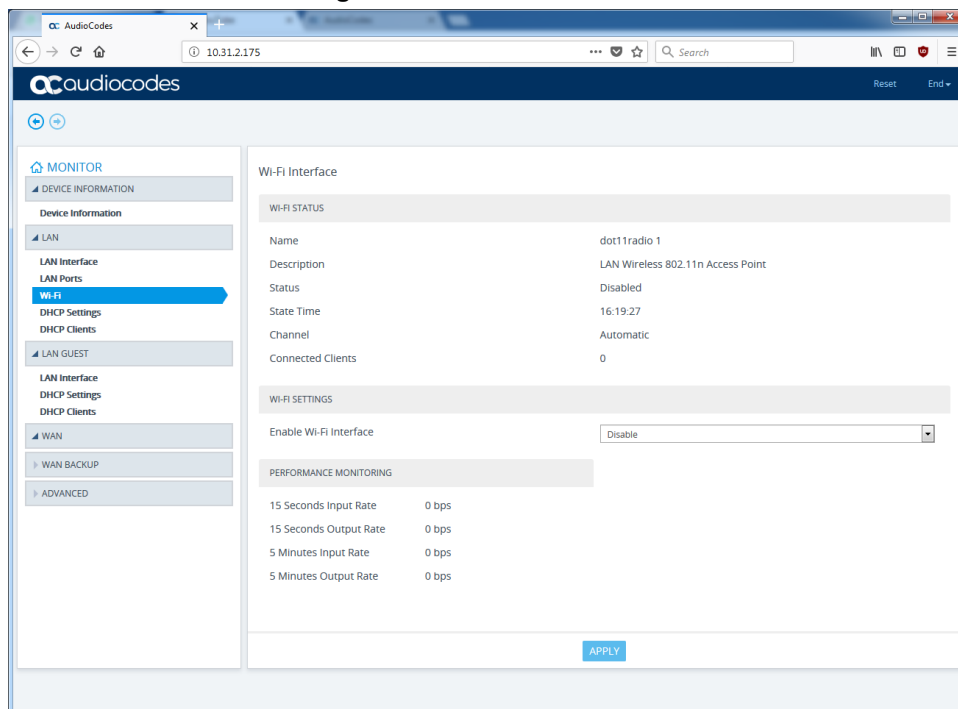 AudioCodes
10.31.2.175
Search
audiocodes
Reset End
MONITOR
DEVICE INFORMATION
Device Information
LAN
LAN Interface
LAN Ports
Wi-Fi
DHCP Settings
DHCP Clients
LAN GUEST
LAN Interface
DHCP Settings
DHCP Clients
WAN
WAN BACKUP
ADVANCED
Wi-Fi Interface
WI-FI STATUS
Name dot11radio 1
Description LAN Wireless 802.11n Access Point
Status Disabled
State Time 16:19:27
Channel Automatic
Connected Clients 0
WI-FI SETTINGS
Enable Wi-Fi Interface Disable
PERFORMANCE MONITORING
15 Seconds Input Rate 0 bps
15 Seconds Output Rate 0 bps
5 Minutes Input Rate 0 bps
5 Minutes Output Rate 0 bps
APPLY